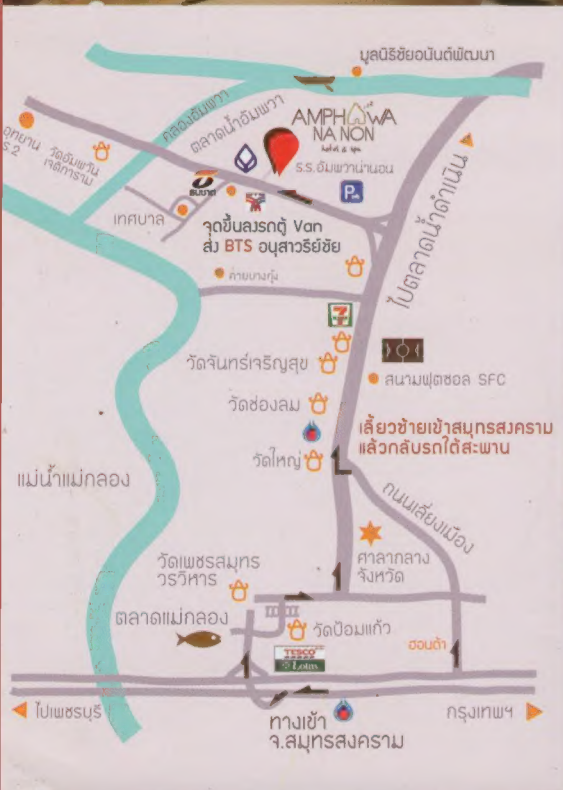 มูลนิธิชัยอนันต์พัฒนา
คลองอัมพวา
ตลาดน้ำอัมพวา
AMPHAWA
NA NON
hotel & spa
ร.ร.อัมพวาน่านอน
อุทยาน
ร 2
วัดอัมพวัน
เจติการาม
ธนชาต
P
เทศบาล
จุดขึ้นลงรถตู้ Van
ส่ง BTS อนุสาวรีย์ชัย
ไปตลาดน้ำดำเนิน
ค่ายบางกุ้ง
7
วัดจันทร์เจริญสุข
สนามฟุตซอล SFC
วัดช่องลม
เลี้ยวซ้ายเข้าสมุทรสงคราม
แล้วกลับรถใต้สะพาน
วัดใหญ่
แม่น้ำแม่กลอง
ถนนเลี่ยงเมือง
ศาลากลาง
จังหวัด
วัดเพชรสมุทร
วรวิหาร
ตลาดแม่กลอง
วัดป้อมแก้ว
ฮอนด้า
TESCO
Lotus
ไปเพชรบุรี
กรุงเทพฯ
ทางเข้า
จ.สมุทรสงคราม